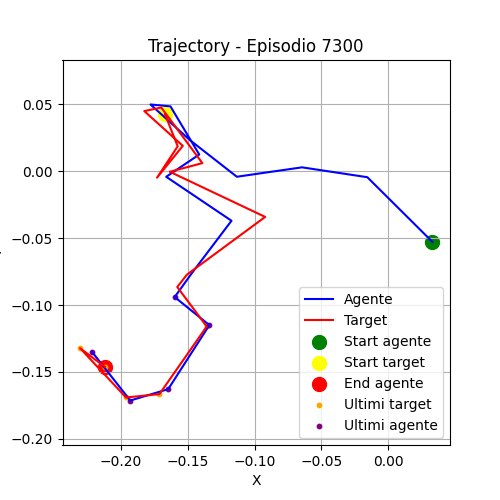 Trajectory - Episodio 7300
0.05
0.00
−0.05
−0.10
−0.15
−0.20
−0.20
−0.15
−0.10
−0.05
0.00
X
Agente
Target
Start agente
Start target
End agente
Ultimi target
Ultimi agente